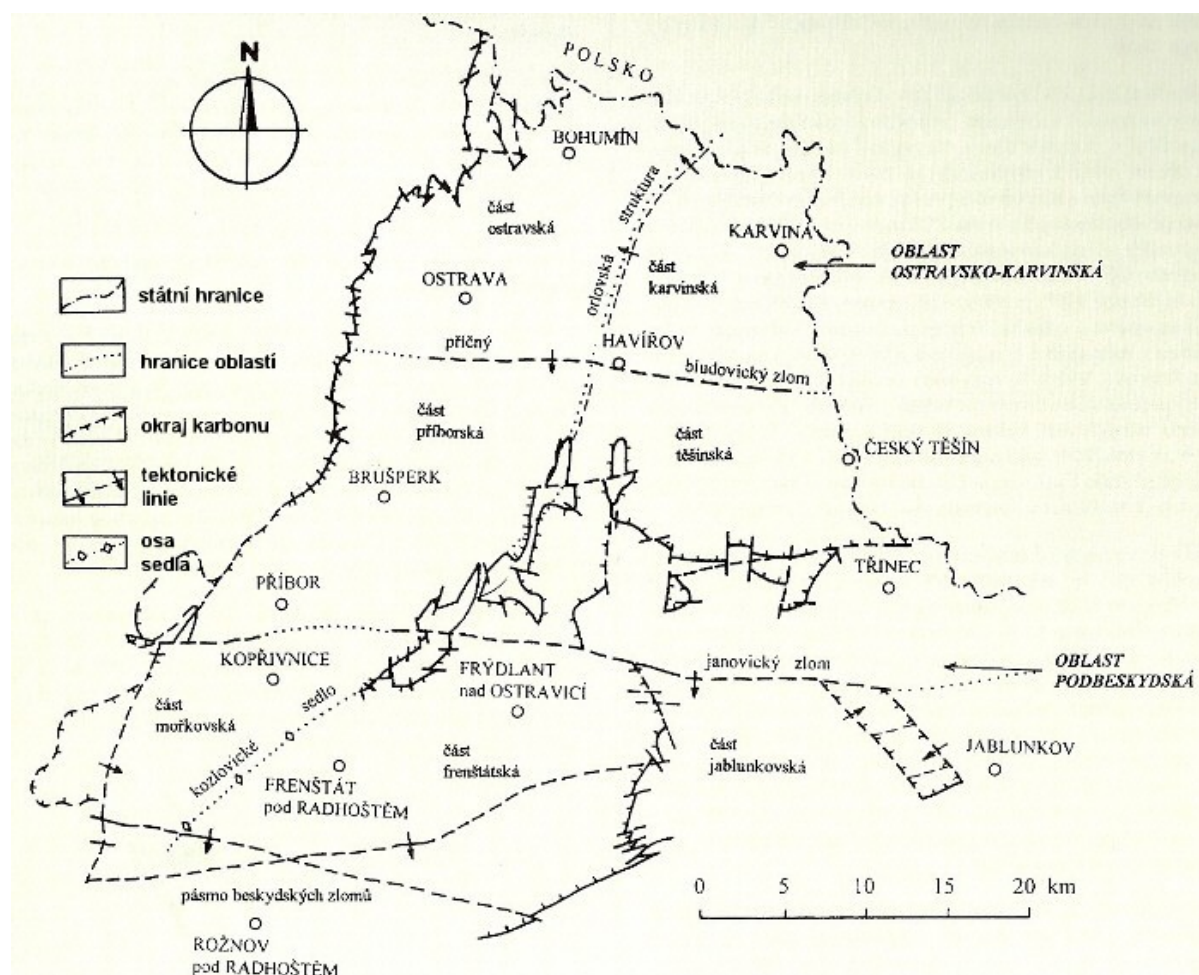 N
POLSKO
BOHUMÍN
část
ostravská
orlovská
struktura
KARVINÁ
OBLAST
OSTRAVSKO-KARVINSKÁ
část
karvinská
OSTRAVA
státní hranice
hranice oblastí
okraj karbonu
tektonické
linie
osa
sedla
HAVÍŘOV
příčný
bludovický zlom
část
příborská
část
těšinská
ČESKÝ TĚŠÍN
BRUŠPERK
TŘINEC
PŘÍBOR
KOPŘIVNICE
FRÝDLANT
nad OSTRAVICÍ
janovický zlom
OBLAST
PODBESKYDSKÁ
část
mořkovská
kozlovické
sedlo
část
frenštátská
část
jablunkovská
JABLUNKOV
FRENŠTÁT
pod RADHOŠTĚM
pásmo beskydských zlomů
0 5 10 15 20 km
ROŽNOV
pod RADHOŠTĚM